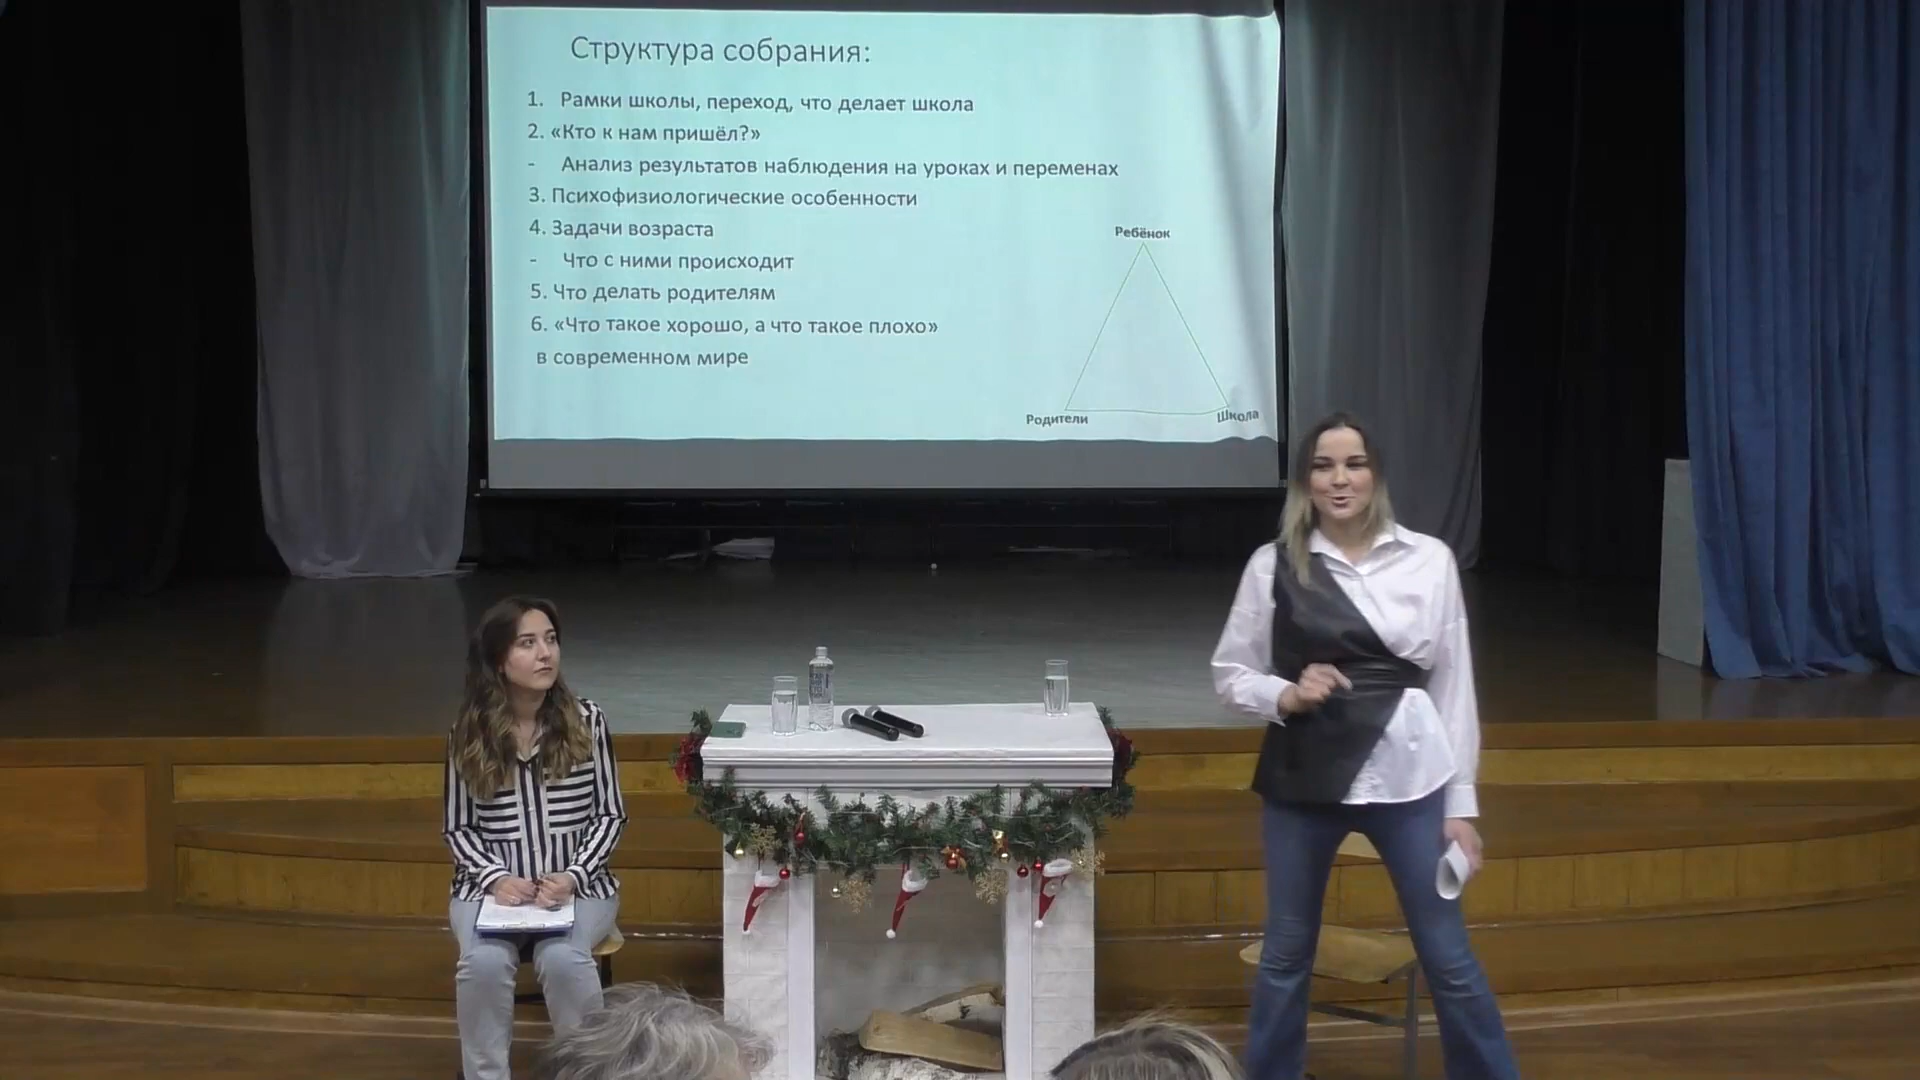 Структура собрания:
1. Рамки школы, переход, что делает школа
2. «Кто к нам пришёл?»
- Анализ результатов наблюдения на уроках и переменах
3. Психофизиологические особенности
4. Задачи возраста
- Что с ними происходит
5. Что делать родителям
6. «Что такое хорошо, а что такое плохо»
в современном мире
Ребёнок
Родители
Школа